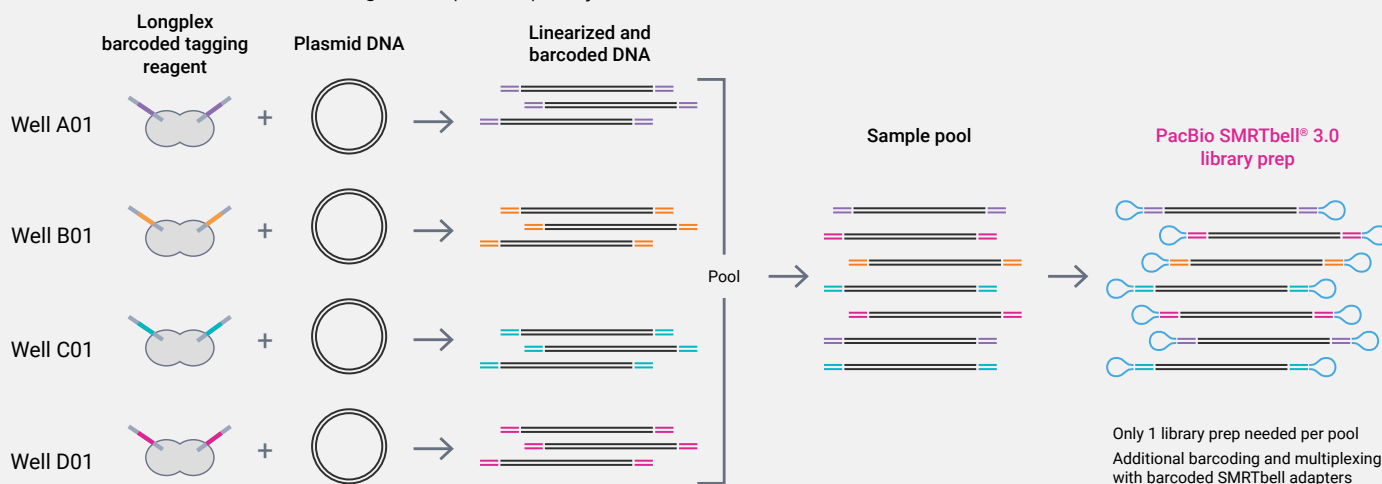 Longplex
barcoded tagging
reagent
Plasmid DNA
Linearized and
barcoded DNA
Well A01
+
Well B01
+
Well C01
+
Well D01
+
Pool
Sample pool
PacBio SMRTbell® 3.0
library prep
Only 1 library prep needed per pool
Additional barcoding and multiplexing
with barcoded SMRTbell adapters